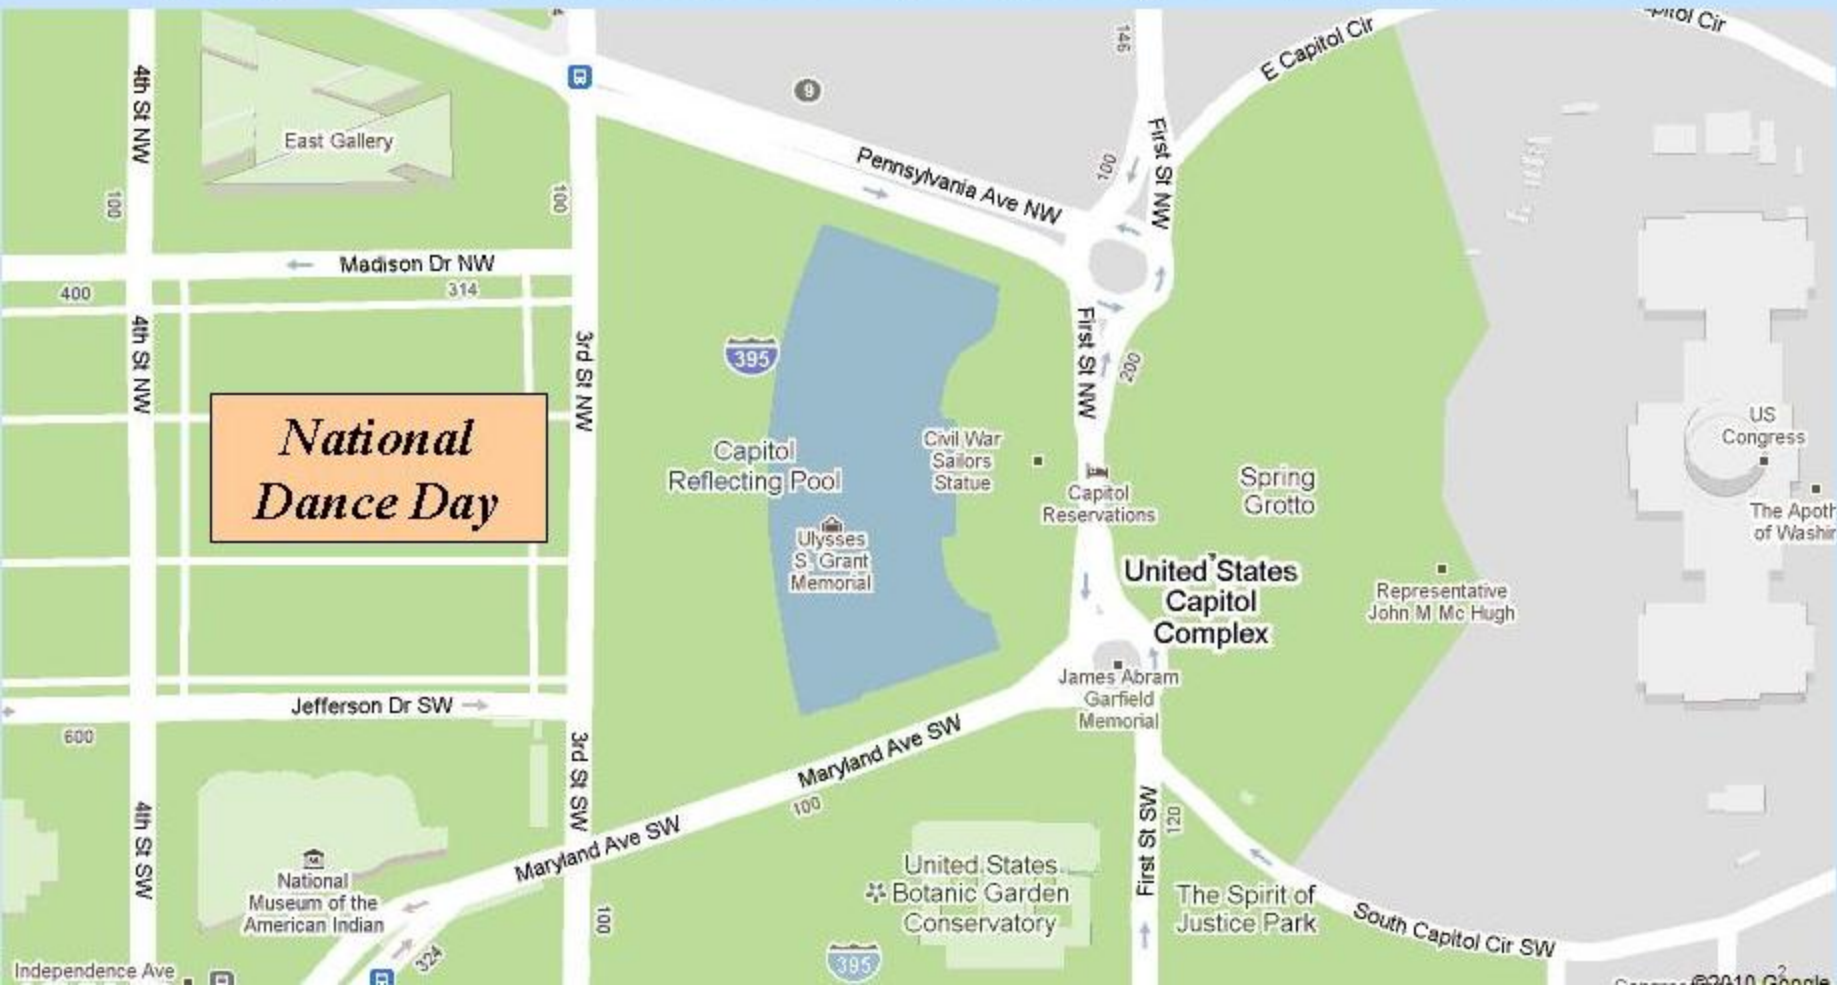 4th St NW
East Gallery
100
100
9
146
E Capitol Cir
First St NW
100
Pennsylvania Ave NW
Madison Dr NW
400
314
4th St NW
3rd St NW
395
First St NW
200
National
Dance Day
Capitol
Reflecting Pool
Civil War
Sailors
Statue
Capitol
Reservations
Spring
Grotto
US
Congress
The Apoth
of Washin
Ulysses
S. Grant
Memorial
United States
Capitol
Complex
Representative
John M Mc Hugh
James Abram
Garfield
Memorial
Jefferson Dr SW
600
3rd St SW
Maryland Ave SW
100
Maryland Ave SW
4th St SW
First St SW
120
National
Museum of the
American Indian
United States
Botanic Garden
Conservatory
The Spirit of
Justice Park
South Capitol Cir SW
100
324
395
Independence Ave
2
©2010 Google